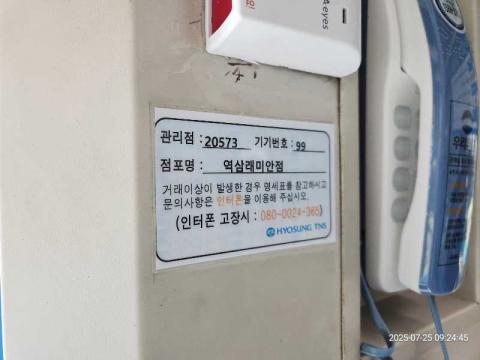 eyes
관리점 : 20573 기기번호 : 99
점포명 : 역삼래미안점
거래이상이 발생한 경우 명세표를 참고하시고
문의사항은 인터폰을 이용해 주십시오.
(인터폰 고장시 : 080-0024-365)
HYOSUNG TNS
2025-07-25 09:24:45